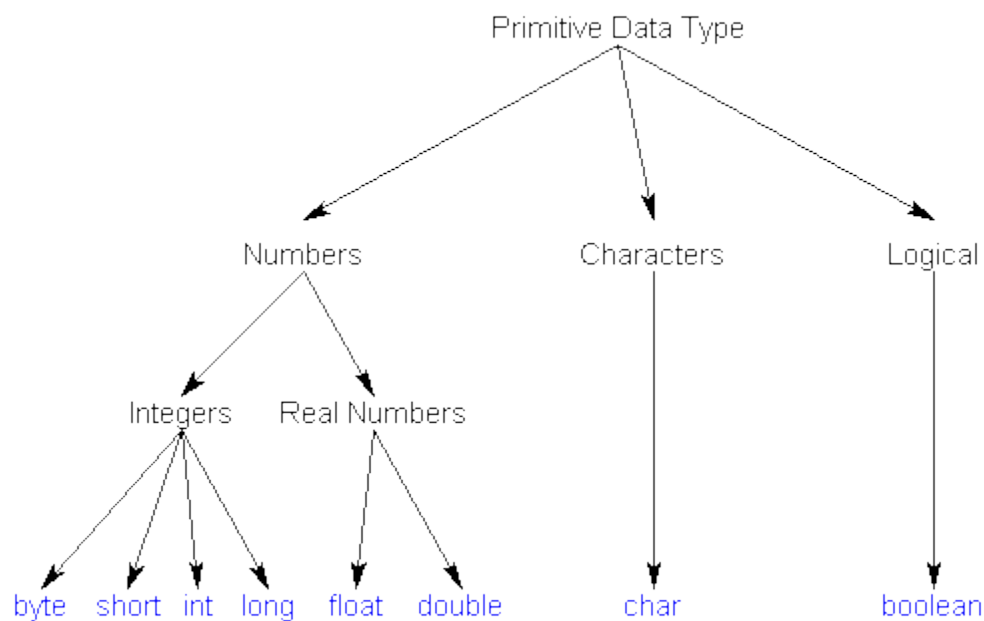 Primitive Data Type
Numbers Characters Logical
Integers Real Numbers
byte short int long float double char boolean